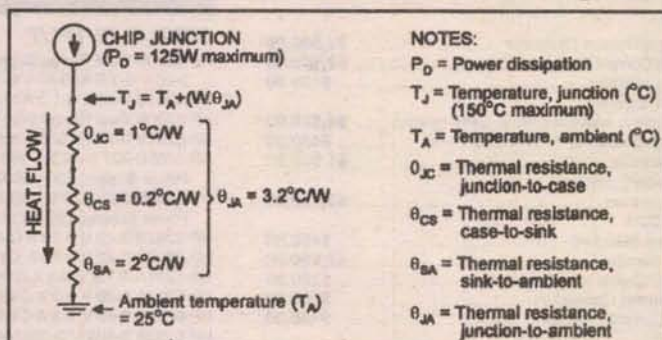 CHIP JUNCTION
(P_D = 125W maximum)
T_J = T_A+(W.θ_JA)
HEAT FLOW
0_JC = 1°C/W
θ_CS = 0.2°C/W
θ_JA = 3.2°C/W
θ_SA = 2°C/W
Ambient temperature (T_A)
= 25°C
NOTES:
P_D = Power dissipation
T_J = Temperature, junction (°C)
(150°C maximum)
T_A = Temperature, ambient (°C)
0_JC = Thermal resistance,
junction-to-case
θ_CS = Thermal resistance,
case-to-sink
θ_SA = Thermal resistance,
sink-to-ambient
θ_JA = Thermal resistance,
junction-to-ambient